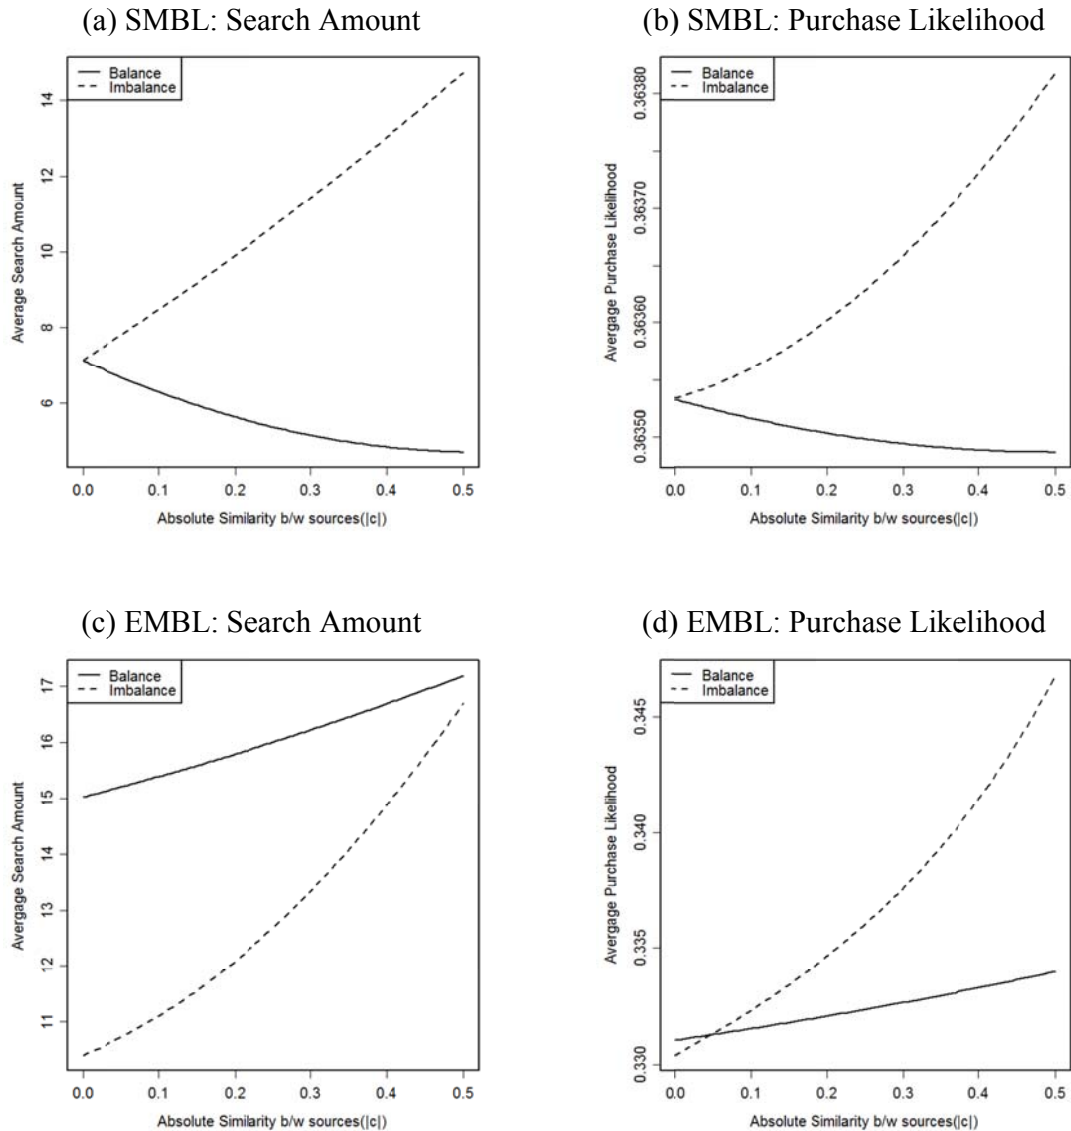 (a) SMBL: Search Amount
Balance
Imbalance
Average Search Amount
14
12
10
8
6
0.0 0.1 0.2 0.3 0.4 0.5
Absolute Similarity b/w sources(|c|)
(b) SMBL: Purchase Likelihood
Balance
Imbalance
Avergage Purchase Likelihood
0.36380
0.36370
0.36360
0.36350
0.0 0.1 0.2 0.3 0.4 0.5
Absolute Similarity b/w sources(|c|)
(c) EMBL: Search Amount
Balance
Imbalance
Avergage Search Amount
17
16
15
14
13
12
11
0.0 0.1 0.2 0.3 0.4 0.5
Absolute Similarity b/w sources(|c|)
(d) EMBL: Purchase Likelihood
Balance
Imbalance
Avergage Purchase Likelihood
0.345
0.340
0.335
0.330
0.0 0.1 0.2 0.3 0.4 0.5
Absolute Similarity b/w sources(|c|)